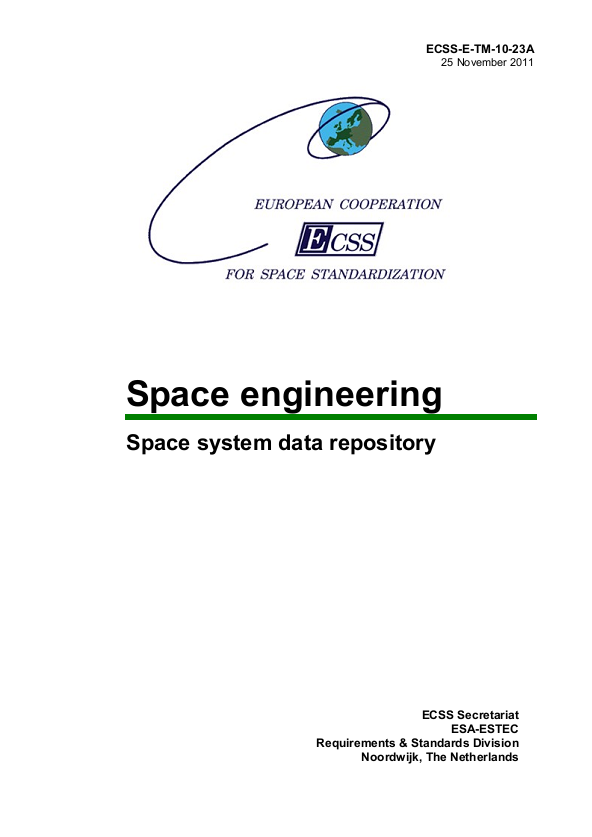 ECSS-E-TM-10-23A
25 November 2011
EUROPEAN COOPERATION
ECSS
FOR SPACE STANDARDIZATION
Space engineering
Space system data repository
ECSS Secretariat
ESA-ESTEC
Requirements & Standards Division
Noordwijk, The Netherlands